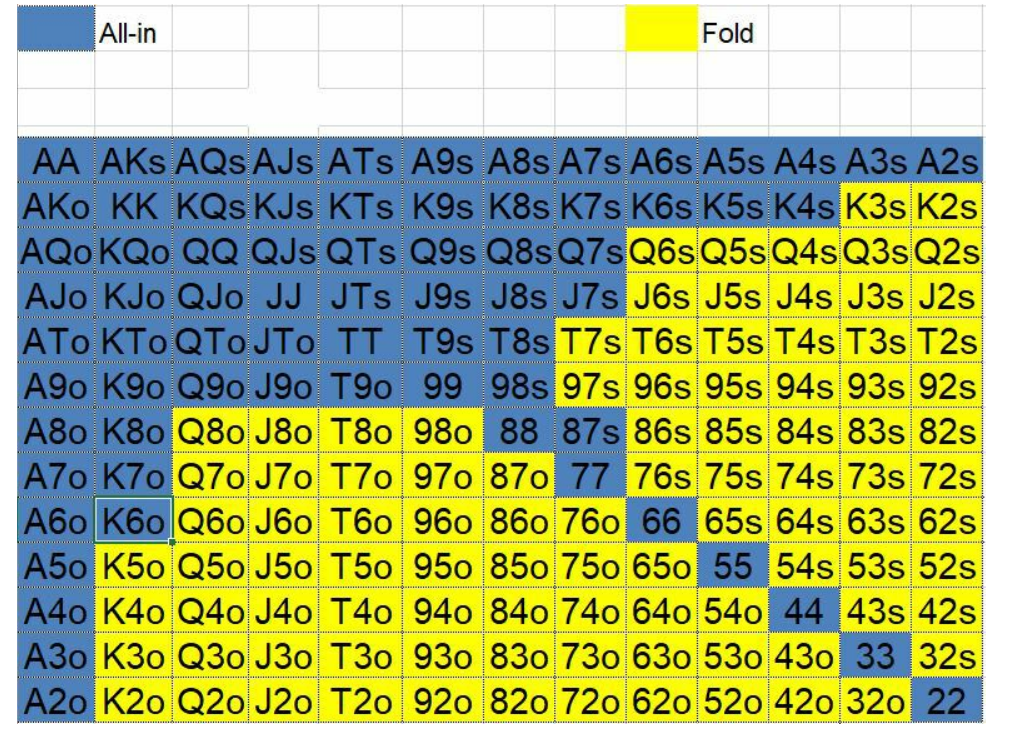 All-in Fold
AA AKs AQs AJs ATs A9s A8s A7s A6s A5s A4s A3s A2s
AKo KK KQs KJs KTs K9s K8s K7s K6s K5s K4s K3s K2s
AQo KQo QQ QJs QTs Q9s Q8s Q7s Q6s Q5s Q4s Q3s Q2s
AJo KJo QJo JJ JTs J9s J8s J7s J6s J5s J4s J3s J2s
ATo KTo QTo JTo TT T9s T8s T7s T6s T5s T4s T3s T2s
A9o K9o Q9o J9o T9o 99 98s 97s 96s 95s 94s 93s 92s
A8o K8o Q8o J8o T8o 98o 88 87s 86s 85s 84s 83s 82s
A7o K7o Q7o J7o T7o 97o 87o 77 76s 75s 74s 73s 72s
A6o K6o Q6o J6o T6o 96o 86o 76o 66 65s 64s 63s 62s
A5o K5o Q5o J5o T5o 95o 85o 75o 65o 55 54s 53s 52s
A4o K4o Q4o J4o T4o 94o 84o 74o 64o 54o 44 43s 42s
A3o K3o Q3o J3o T3o 93o 83o 73o 63o 53o 43o 33 32s
A2o K2o Q2o J2o T2o 92o 82o 72o 62o 52o 42o 32o 22